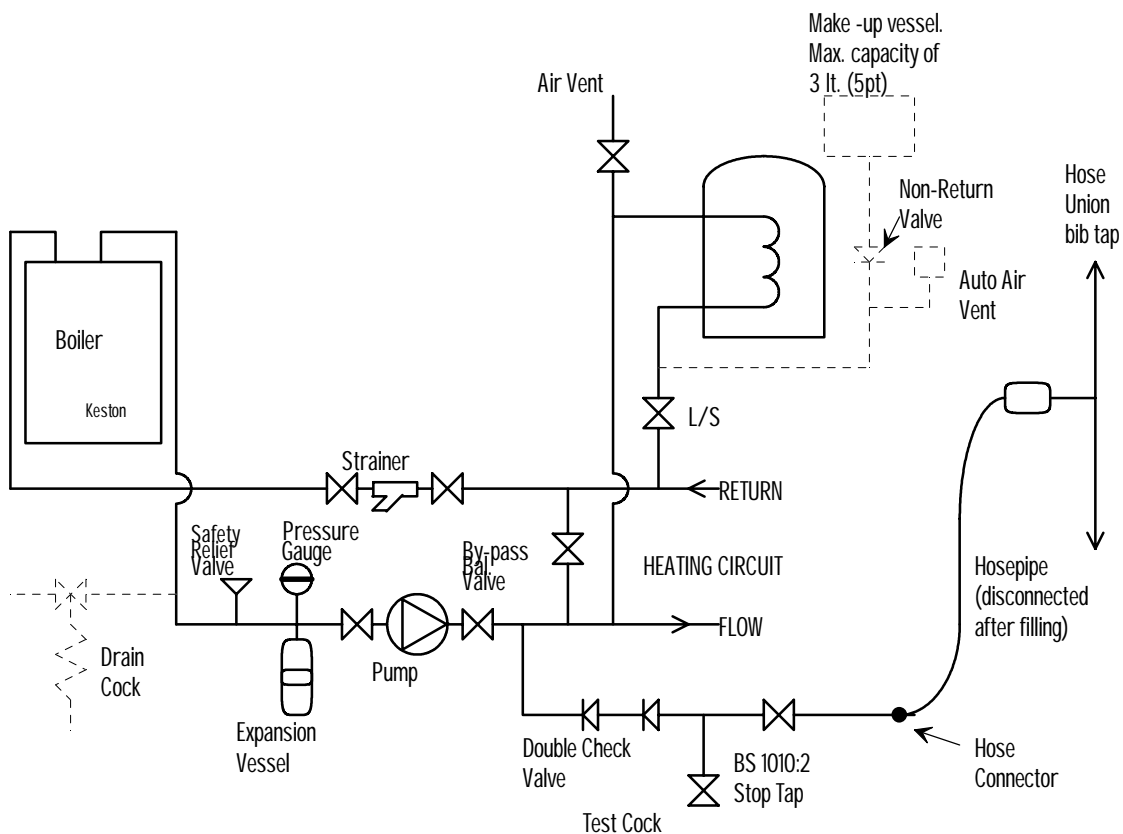 Make -up vessel.
Max. capacity of
3 lt. (5pt)
Air Vent
Non-Return
Valve
Hose
Union
bib tap
Auto Air
Vent
Boiler
Keston
L/S
Strainer
RETURN
Safety
Relief
Valve
Pressure
Gauge
By-pass
Bal.
Valve
HEATING CIRCUIT
Hosepipe
(disconnected
after filling)
FLOW
Drain
Cock
Pump
Expansion
Vessel
Double Check
Valve
BS 1010:2
Stop Tap
Hose
Connector
Test Cock